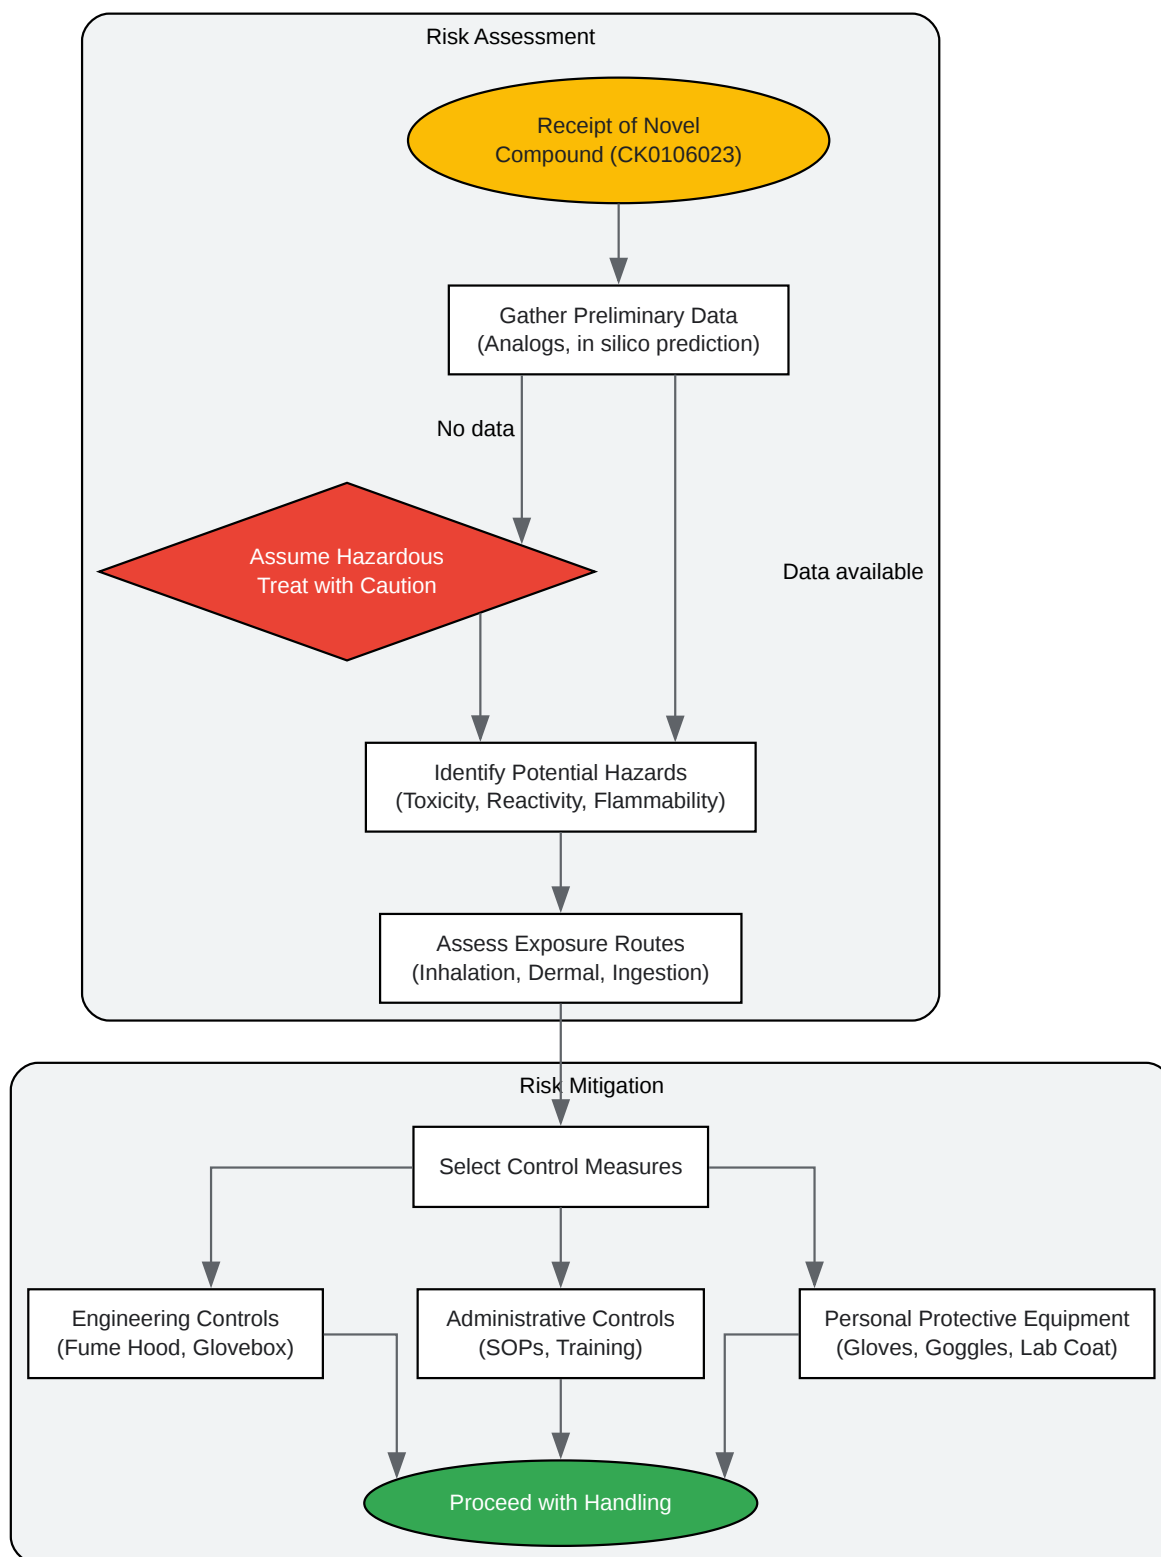 Risk Assessment
Receipt of Novel
Compound (CK0106023)
Gather Preliminary Data
(Analogs, in silico prediction)
No data
Assume Hazardous
Treat with Caution
Data available
Identify Potential Hazards
(Toxicity, Reactivity, Flammability)
Assess Exposure Routes
(Inhalation, Dermal, Ingestion)
Risk Mitigation
Select Control Measures
Engineering Controls
(Fume Hood, Glovebox)
Administrative Controls
(SOPs, Training)
Personal Protective Equipment
(Gloves, Goggles, Lab Coat)
Proceed with Handling